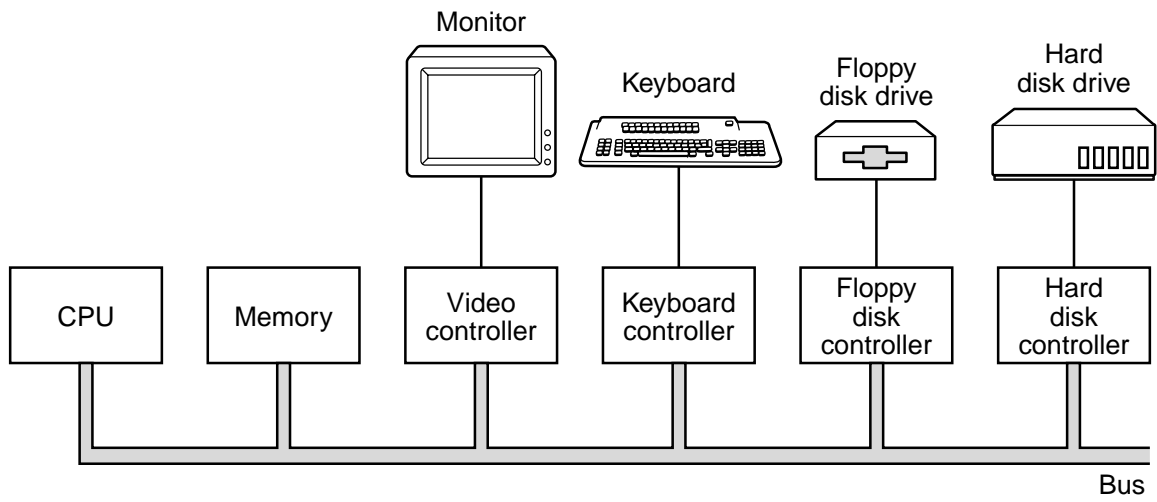 Monitor
Keyboard
Floppy
disk drive
Hard
disk drive
CPU
Memory
Video
controller
Keyboard
controller
Floppy
disk
controller
Hard
disk
controller
Bus